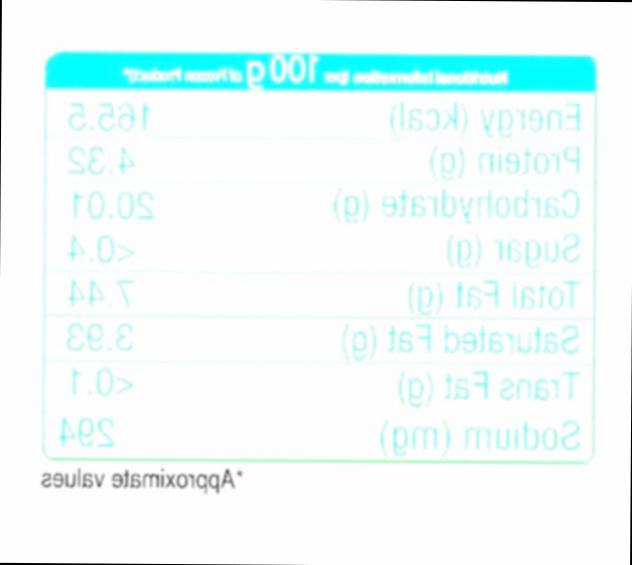 Nutritional Information (per 100 g of Frozen Product)*
Energy (kcal) 165.5
Protein (g) 4.32
Carbohydrate (g) 20.01
Sugar (g) <0.4
Total Fat (g) 7.44
Saturated Fat (g) 3.93
Trans Fat (g) <0.1
Sodium (mg) 294
*Approximate values